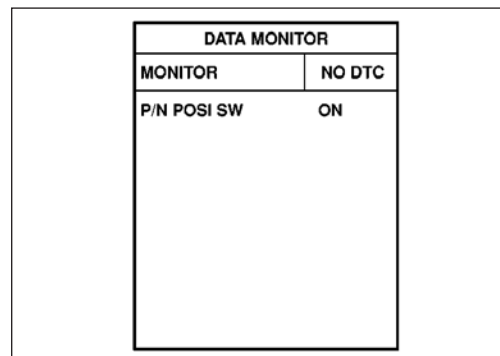 DATA MONITOR
MONITOR NO DTC
P/N POSI SW ON